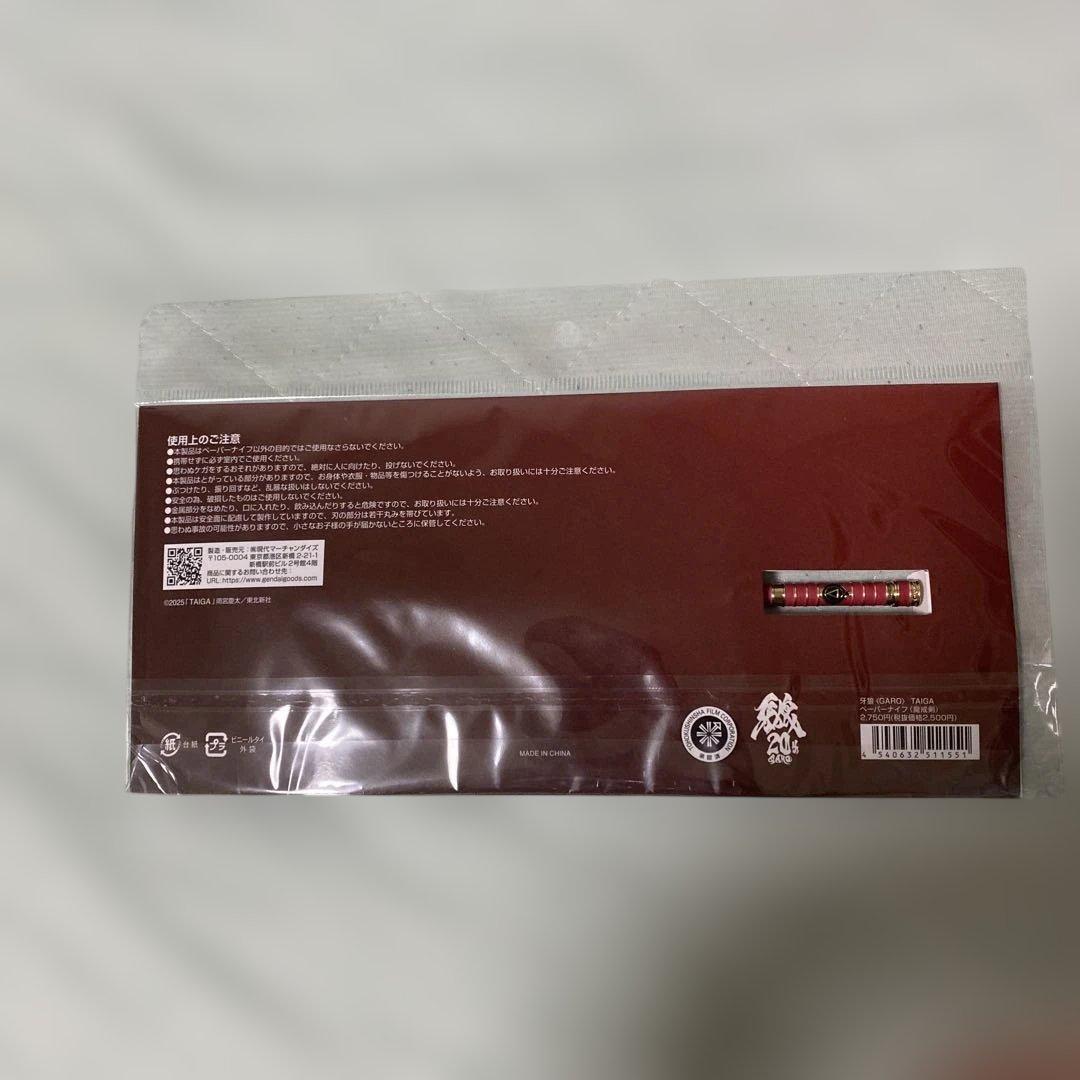 使用上のご注意
●本製品はペーパーナイフ以外の目的ではご使用なさらないでください。
●携帯せずに必ず室内でご使用ください。
●思わぬケガをするおそれがありますので、絶対に人に向けたり、投げないでください。
●本製品はとがっている部分がありますので、お身体や衣服・物品等を傷つけることがないよう、お取り扱いには十分ご注意ください。
●ぶつけたり、振り回すなど、乱暴な扱いはしないでください。
●安全の為、破損したものはご使用しないでください。
●金属部分をなめたり、口に入れたり、飲み込んだりすると危険ですので、お取り扱いには十分ご注意ください。
●本製品は安全面に配慮して製作していますので、刃の部分は若干丸みを帯びています。
●思わぬ事故の可能性がありますので、小さなお子様の手が届かないところに保管してください。
製造・販売元:㈱現代マーチャンダイズ
〒105-0004 東京都港区新橋 2-21-1
新橋駅前ビル 2号館4階
商品に関するお問い合わせ先:
URL: https://www.gendaigoods.com
©2025「TAIGA」雨宮慶太/東北新社
紙 台紙
プラ ビニールタイ
外袋
MADE IN CHINA
TOHOKUSHINSHA FILM CORPORATION
承認済
20th
GARO
牙狼〈GARO〉 TAIGA
ペーパーナイフ(魔戒剣)
2,750円(税抜価格2,500円)
4 540632 511551